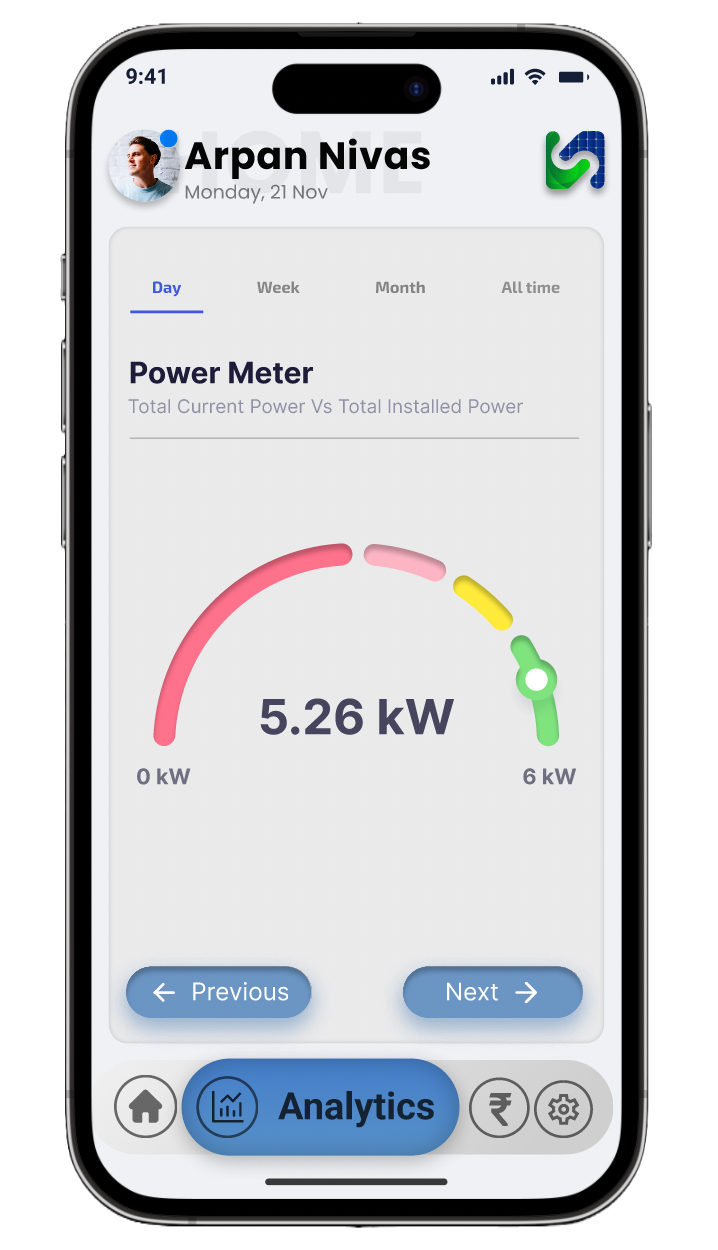 9:41
HOME
Arpan Nivas
Monday, 21 Nov
Day Week Month All time
Power Meter
Total Current Power Vs Total Installed Power
5.26 kW
0 kW 6 kW
← Previous Next →
Analytics ₹